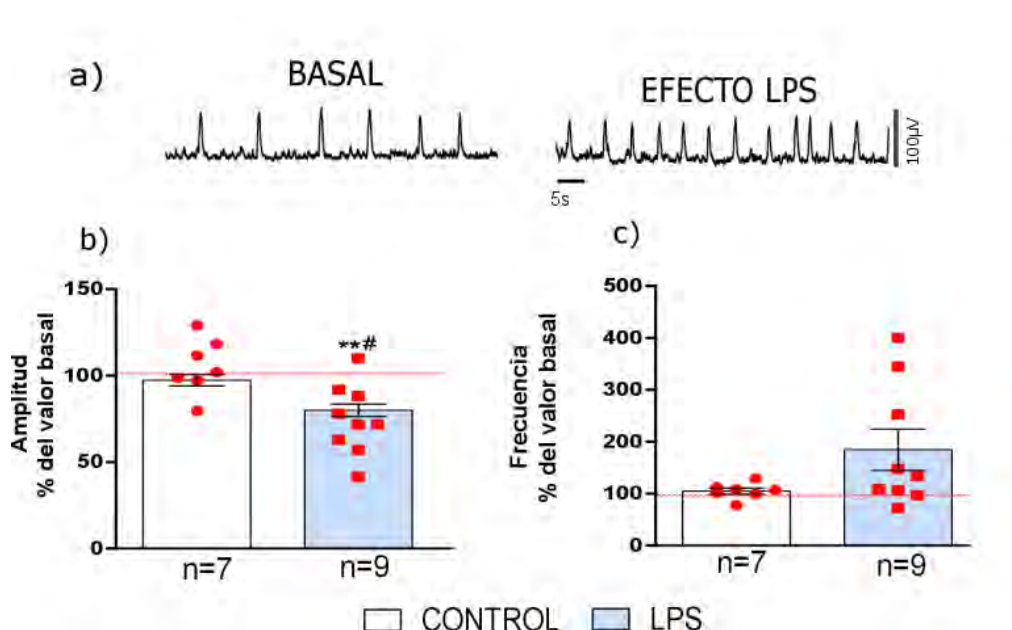 a)
BASAL
EFECTO LPS
100µV
5s
b)
Amplitud
% del valor basal
150
100
50
0
**#
n=7
n=9
c)
Frecuencia
% del valor basal
500
400
300
200
100
0
n=7
n=9
CONTROL
LPS